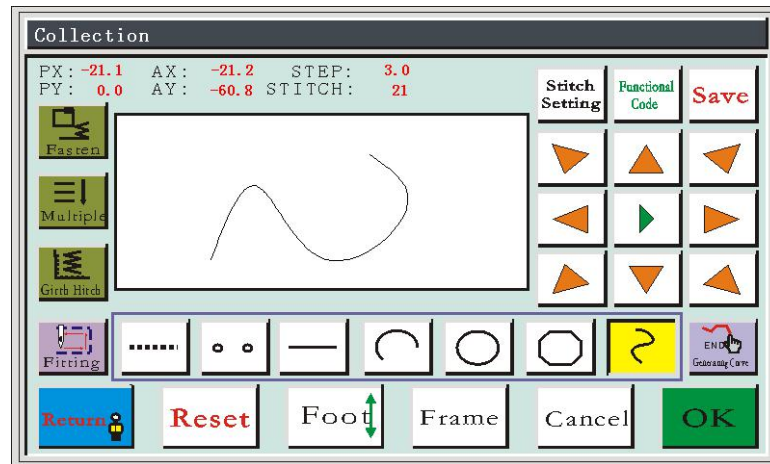 Collection
PX: -21.1 AX: -21.2 STEP: 3.0
PY: 0.0 AY: -60.8 STITCH: 21
Stitch
Setting
Functional
Code
Save
Fasten
Multiple
Girth Hitch
Fitting
END
Generating Curve
Return
Reset
Foot
Frame
Cancel
OK